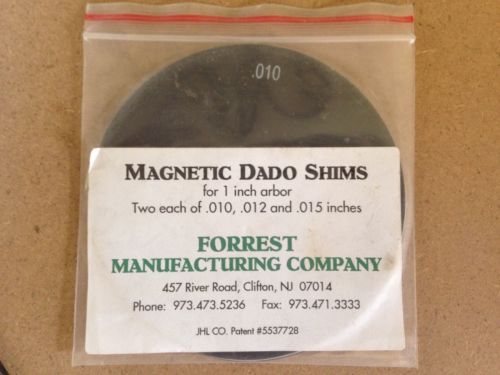 .010
MAGNETIC DADO SHIMS
for 1 inch arbor
Two each of .010, .012 and .015 inches
FORREST
MANUFACTURING COMPANY
457 River Road, Clifton, NJ 07014
Phone: 973.473.5236 Fax: 973.471.3333
JHL CO. Patent #5537728